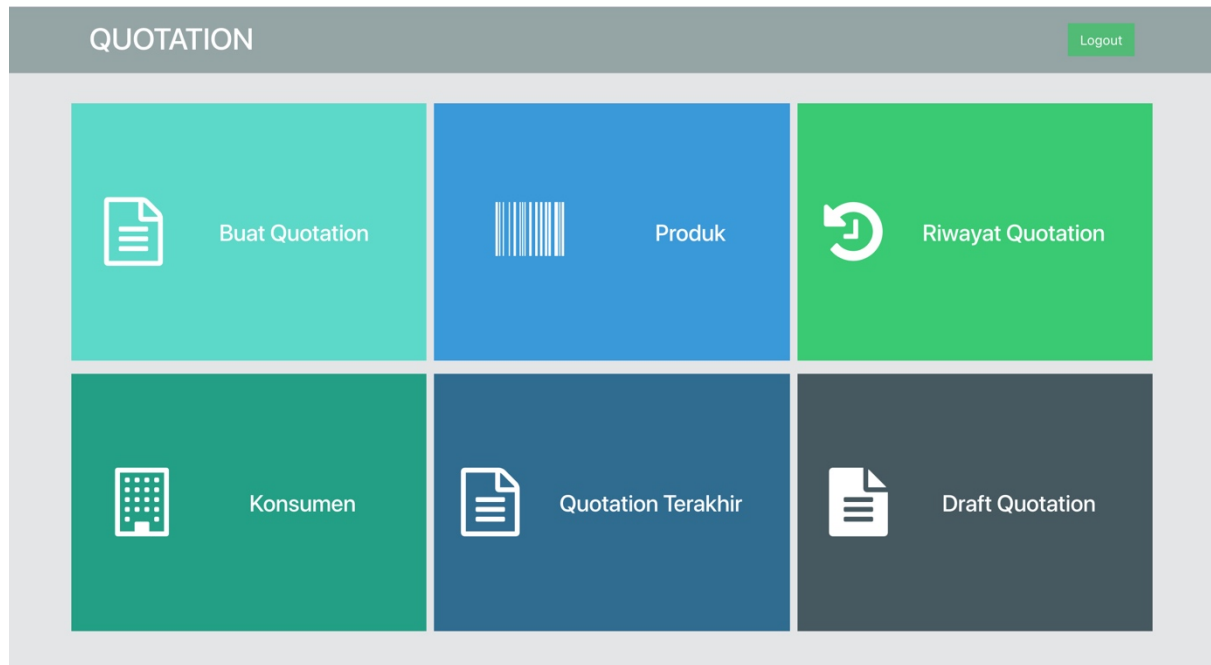 QUOTATION
Logout
Buat Quotation
Produk
Riwayat Quotation
Konsumen
Quotation Terakhir
Draft Quotation